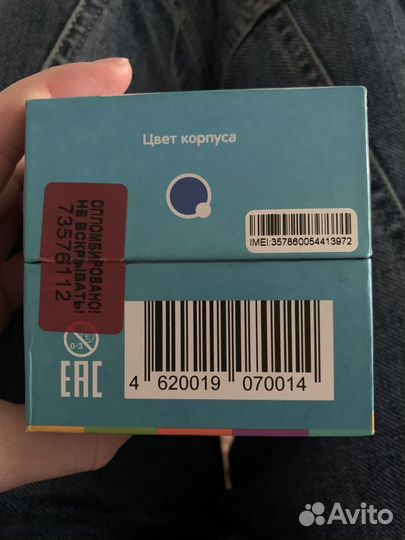 Цвет корпуса
IMEI:357860054413972
ОПЛОМБИРОВАНО!
НЕ ВСКРЫВАТЬ!
73576112
0-3
EAC
4 620019 070014
Avito